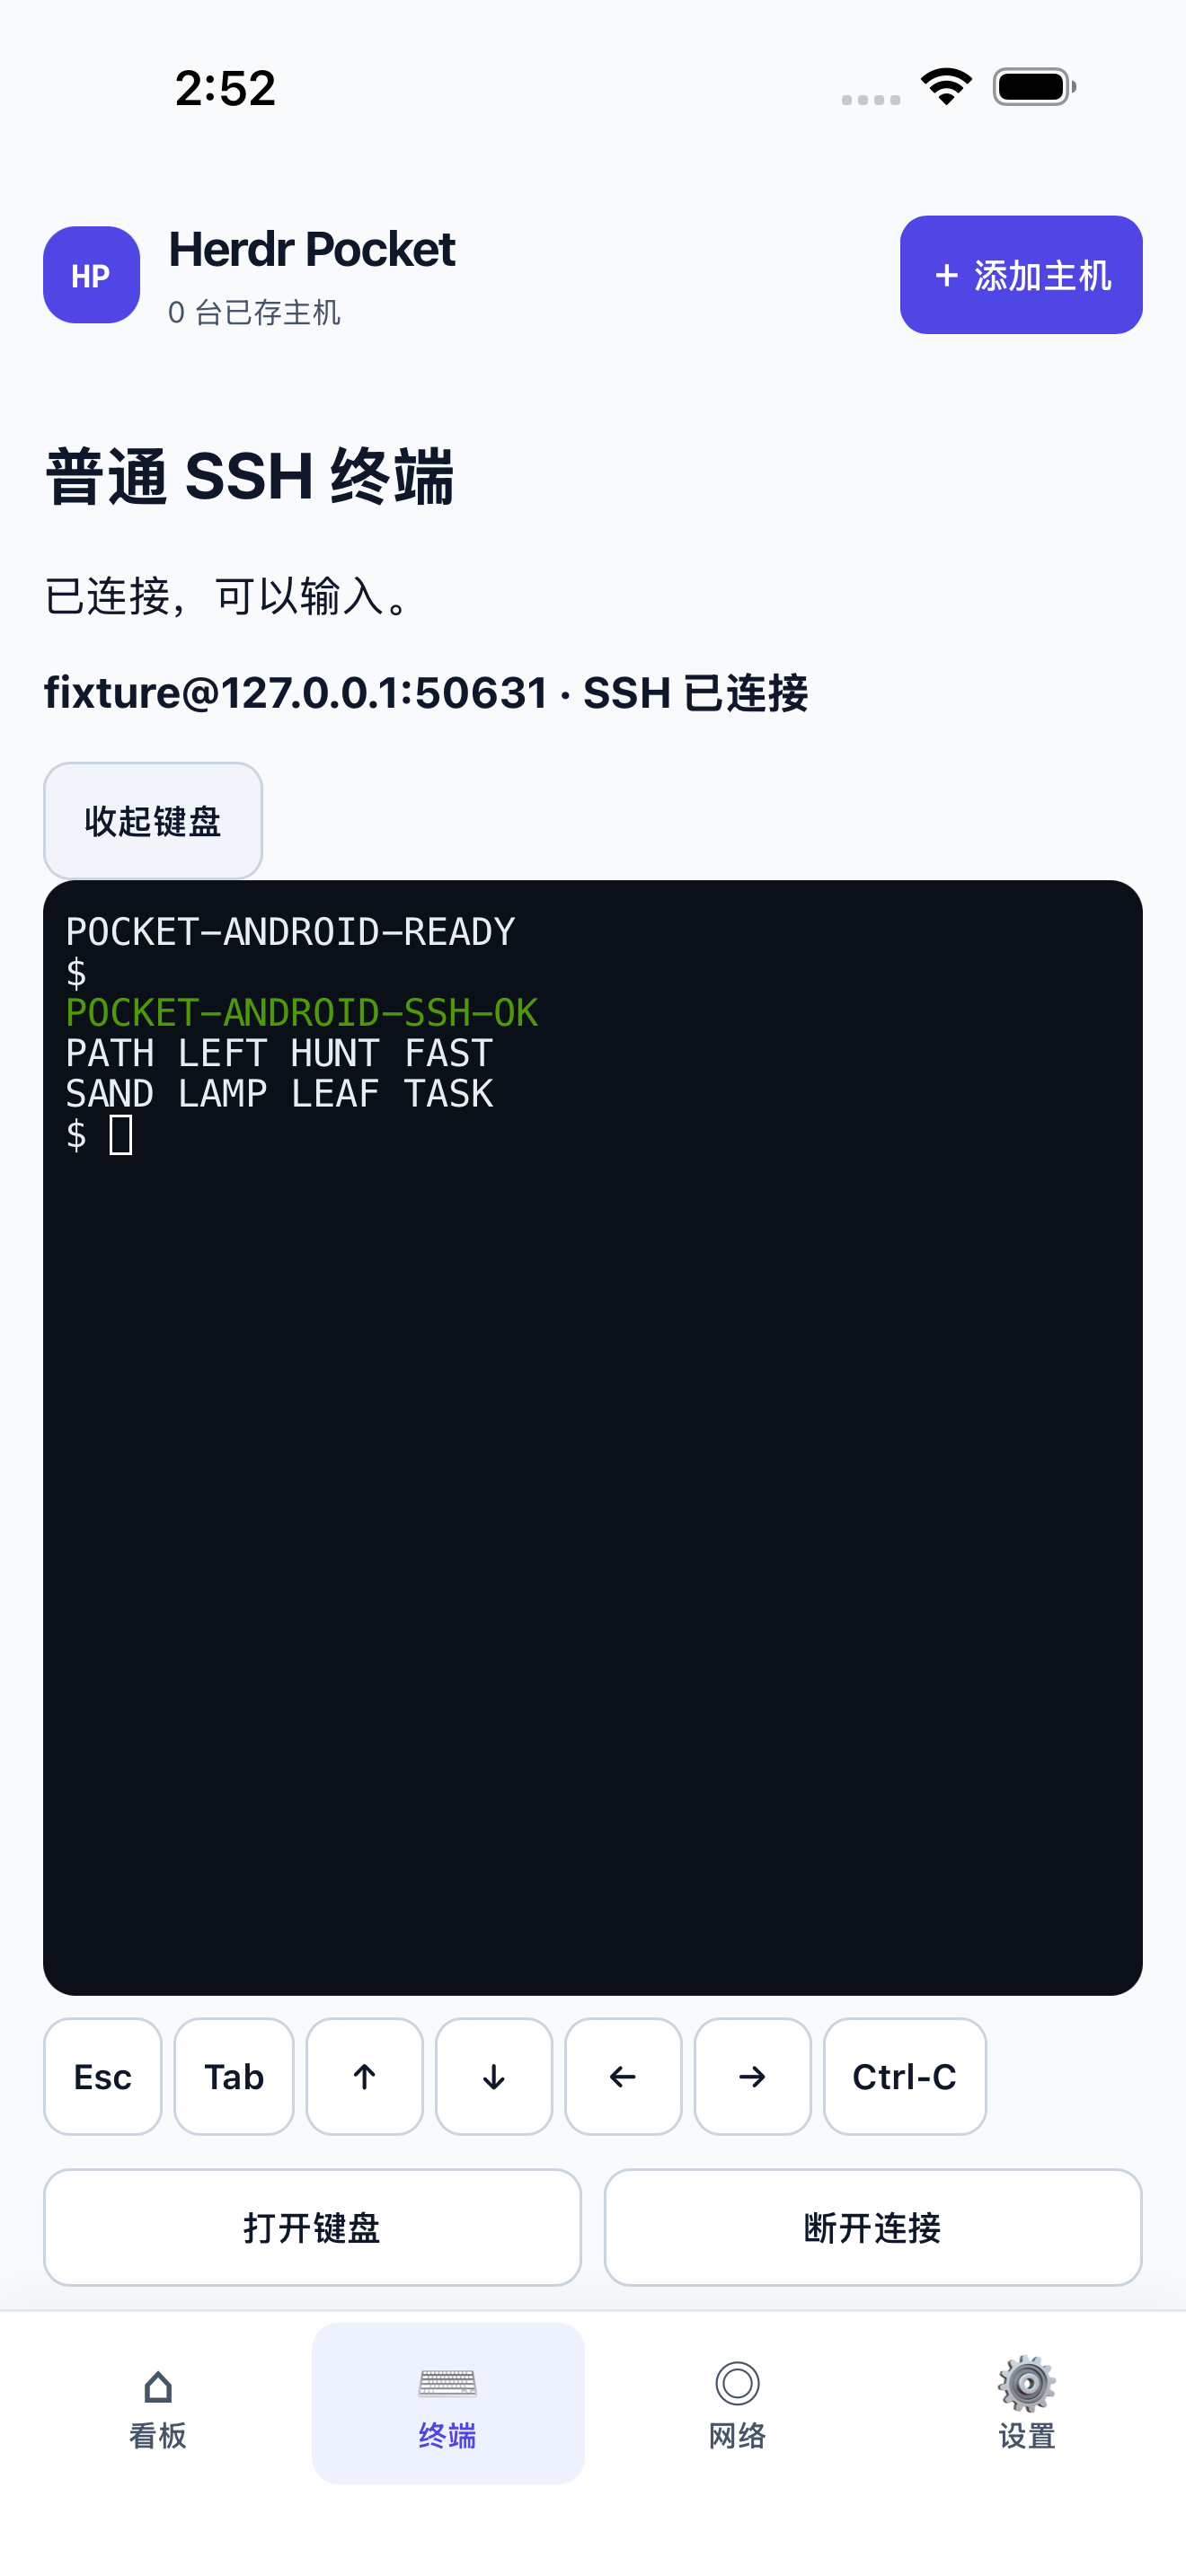 2:52
HP
Herdr Pocket
0 台已存主机
+ 添加主机
普通 SSH 终端
已连接，可以输入。
fixture@127.0.0.1:50631 · SSH 已连接
收起键盘
POCKET-ANDROID-READY
$
POCKET-ANDROID-SSH-OK
PATH LEFT HUNT FAST
SAND LAMP LEAF TASK
$
Esc Tab ↑ ↓ ← → Ctrl-C
打开键盘 断开连接
看板 终端 网络 设置